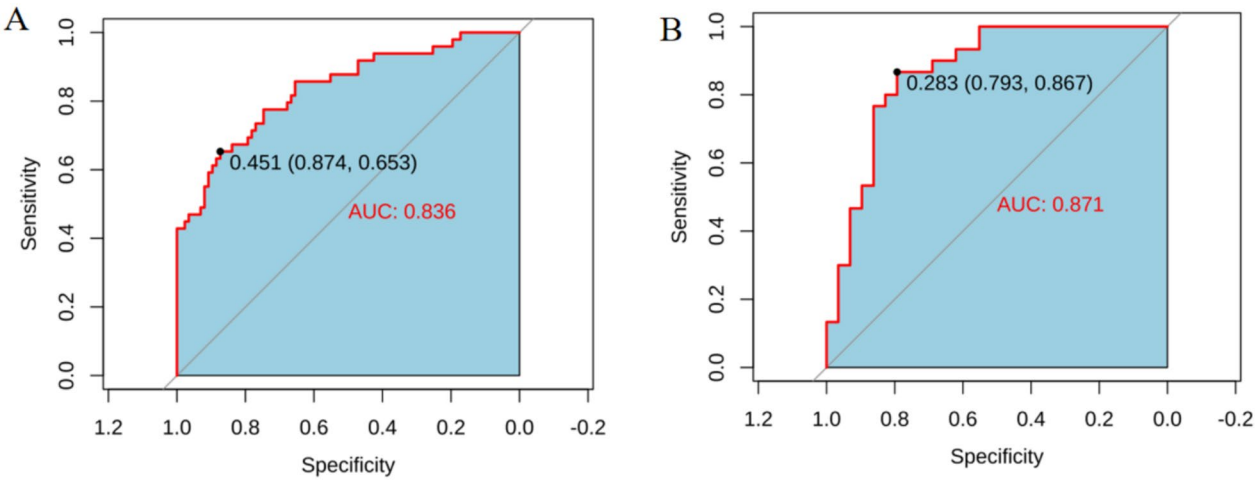 A
Sensitivity
1.0
0.8
0.6
0.4
0.2
0.0
0.451 (0.874, 0.653)
AUC: 0.836
1.2 1.0 0.8 0.6 0.4 0.2 0.0 -0.2
Specificity
B
Sensitivity
1.0
0.8
0.6
0.4
0.2
0.0
0.283 (0.793, 0.867)
AUC: 0.871
1.2 1.0 0.8 0.6 0.4 0.2 0.0 -0.2
Specificity